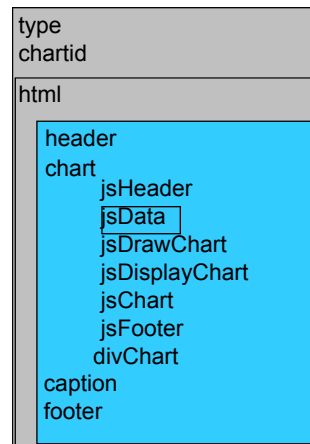 type
chartid
html
header
chart
jsHeader
jsData
jsDrawChart
jsDisplayChart
jsChart
jsFooter
divChart
caption
footer